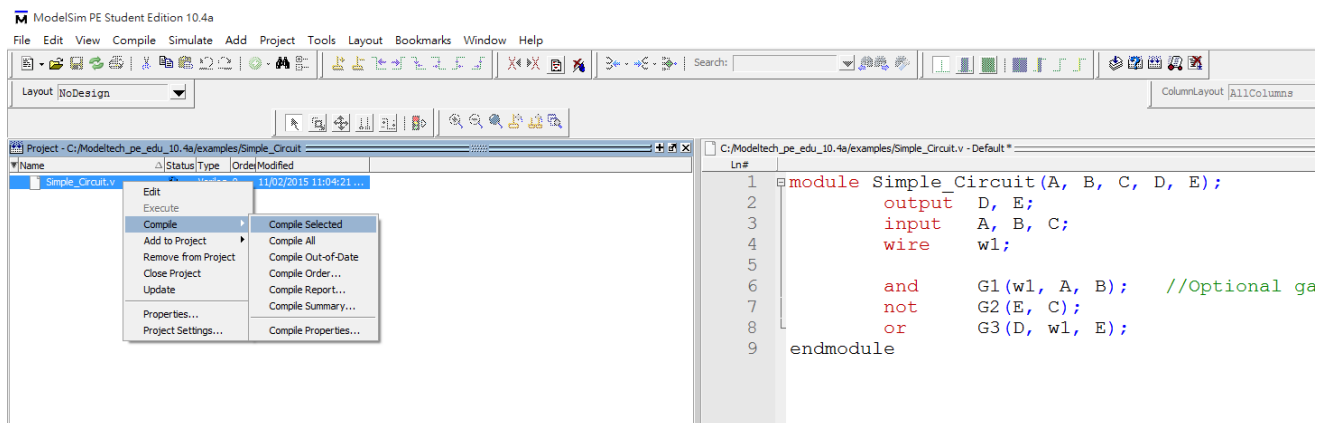 ModelSim PE Student Edition 10.4a
File Edit View Compile Simulate Add Project Tools Layout Bookmarks Window Help
Search:
Layout NoDesign
ColumnLayout AllColumns
Project - C:/Modeltech_pe_edu_10.4a/examples/Simple_Circuit
Name Status Type Order Modified
Simple_Circuit.v 11/02/2015 11:04:21 ...
Edit
Execute
Compile
Add to Project
Remove from Project
Close Project
Update
Properties...
Project Settings...
Compile Selected
Compile All
Compile Out-of-Date
Compile Order...
Compile Report...
Compile Summary...
Compile Properties...
C:/Modeltech_pe_edu_10.4a/examples/Simple_Circuit.v - Default *
Ln#
1 module Simple_Circuit(A, B, C, D, E);
2 output D, E;
3 input A, B, C;
4 wire w1;
5
6 and G1(w1, A, B); //Optional ga
7 not G2(E, C);
8 or G3(D, w1, E);
9 endmodule